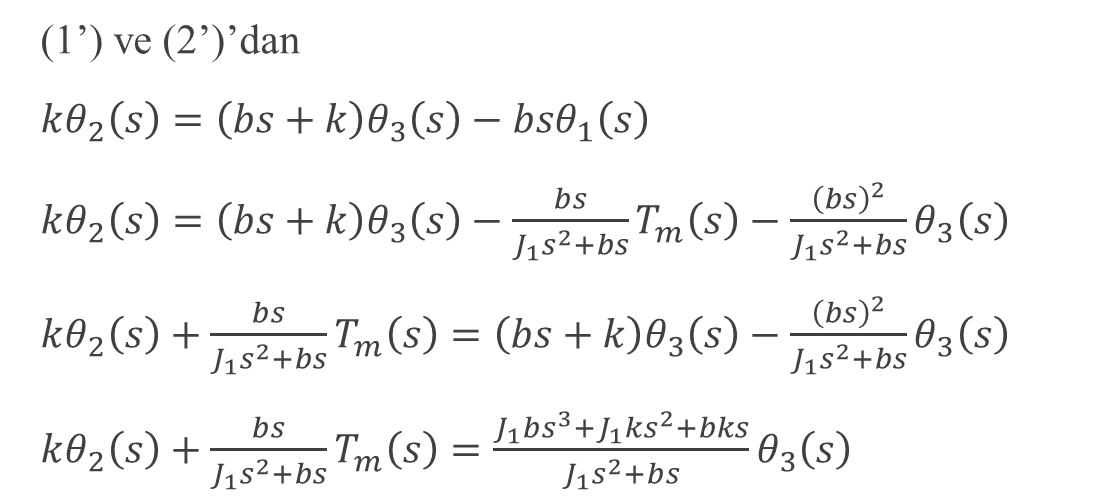 (1’) ve (2’)’dan
kθ₂(s) = (bs + k)θ₃(s) − bsθ₁(s)
kθ₂(s) = (bs + k)θ₃(s) − bs/(J₁s²+bs) Tₘ(s) − (bs)²/(J₁s²+bs) θ₃(s)
kθ₂(s) + bs/(J₁s²+bs) Tₘ(s) = (bs + k)θ₃(s) − (bs)²/(J₁s²+bs) θ₃(s)
kθ₂(s) + bs/(J₁s²+bs) Tₘ(s) = (J₁bs³+J₁ks²+bks)/(J₁s²+bs) θ₃(s)